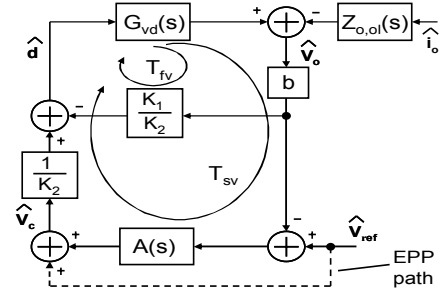 G_vd(s)
+
−
Z_o,ol(s)
î_o
d̂
v̂_o
T_fv
b
−
K_1
K_2
+
1
K_2
T_sv
v̂_c
−
v̂_ref
+
+
A(s)
+
+
EPP
path